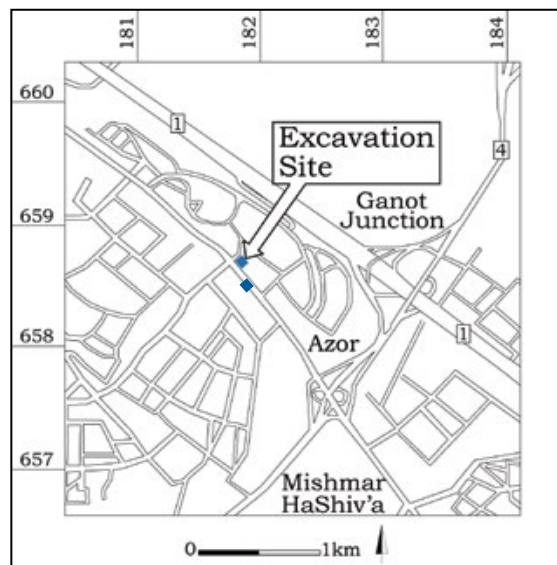 181
182
183
184
660
659
658
657
1
Excavation
Site
4
Ganot
Junction
Azor
1
Mishmar
HaShiv'a
0 1km